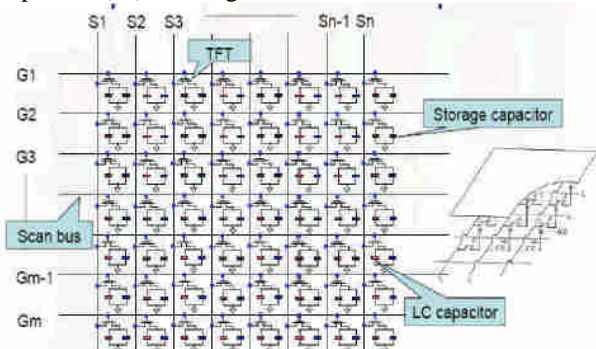 S1 S2 S3 Sn-1 Sn
TFT
G1
G2
Storage capacitor
G3
Scan bus
Gm-1
LC capacitor
Gm